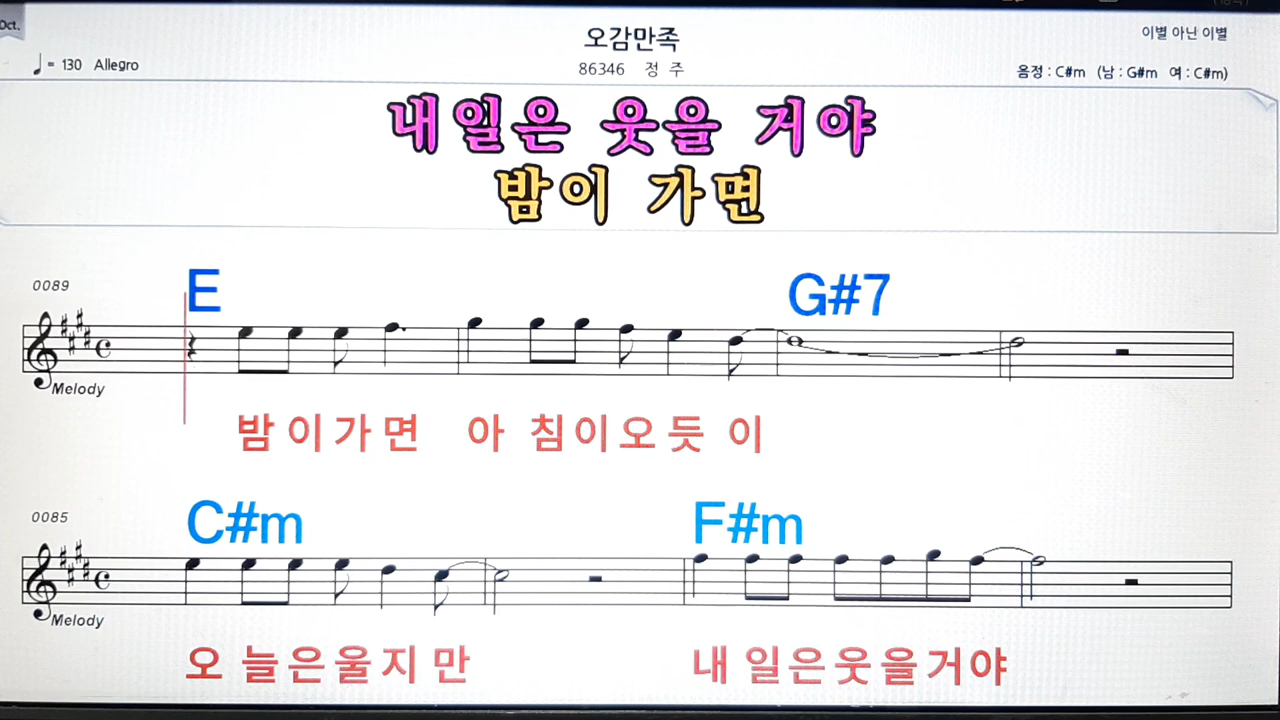 Oct.
오감만족
이별 아닌 이별
♩= 130 Allegro
86346 정 주
음정 : C#m (남 : G#m 여 : C#m)
내일은 웃을 거야
밤이 가면
0089
E G#7
Melody
밤이가면 아 침이오듯 이
0085
C#m F#m
Melody
오 늘은울지 만 내 일은웃을거야